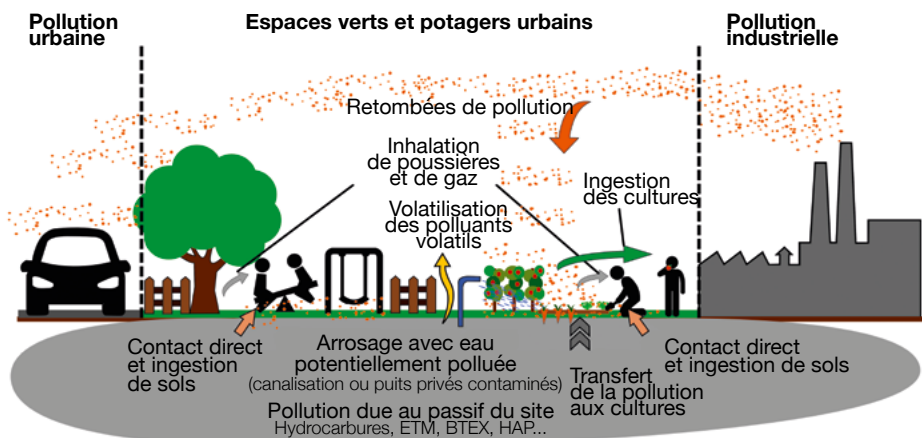 Pollution
urbaine
Espaces verts et potagers urbains
Pollution
industrielle
Retombées de pollution
Inhalation
de poussières
et de gaz
Ingestion
des cultures
Volatilisation
des polluants
volatils
Contact direct
et ingestion
de sols
Arrosage avec eau
potentiellement polluée
(canalisation ou puits privés contaminés)
Transfert
de la pollution
aux cultures
Contact direct
et ingestion de sols
Pollution due au passif du site
Hydrocarbures, ETM, BTEX, HAP...